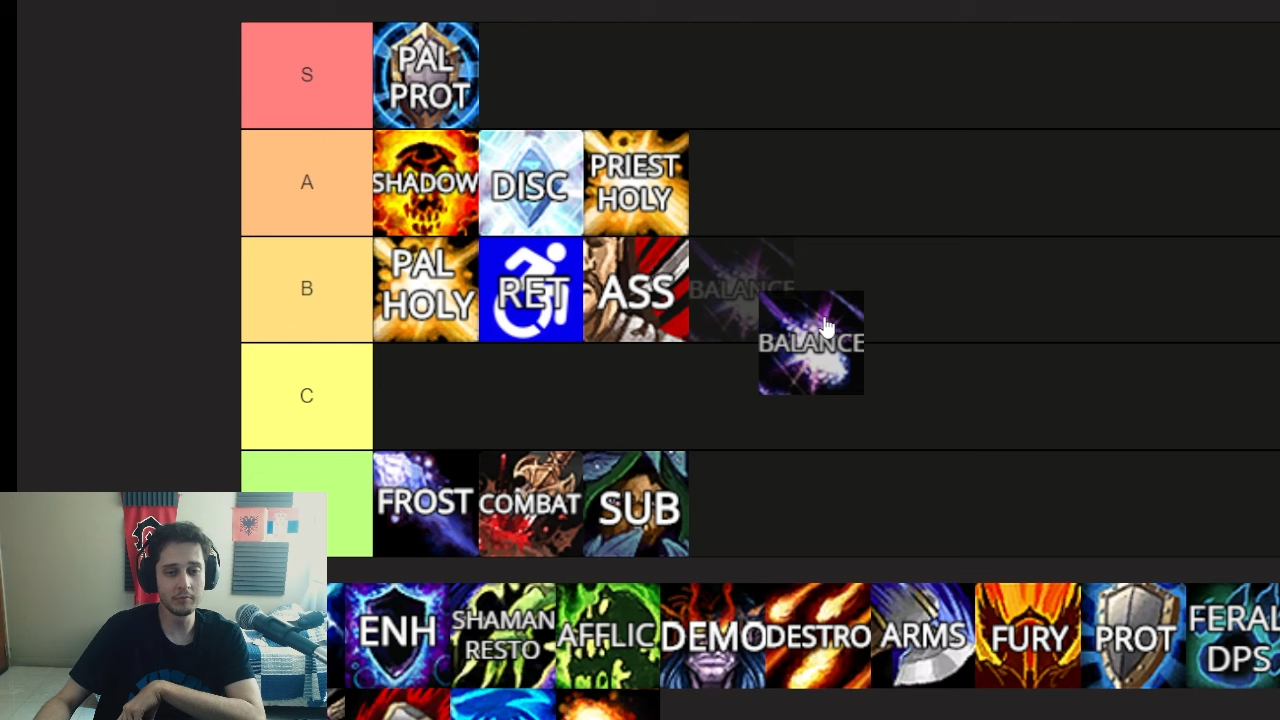 S
PAL
PROT
A
SHADOW
DISC
PRIEST
HOLY
B
PAL
HOLY
RET
ASS
BALANCE
BALANCE
C
FROST
COMBAT
SUB
ENH
SHAMAN
RESTO
AFFLIC
DEMO
DESTRO
ARMS
FURY
PROT
FERAL
DPS